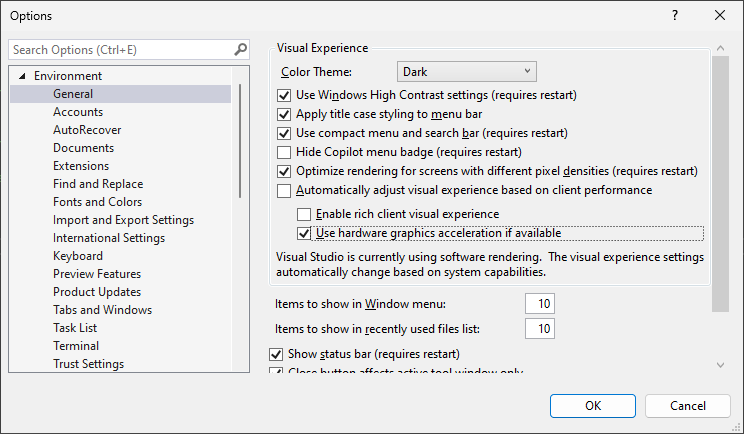 Options
?
Search Options (Ctrl+E)
Environment
General
Accounts
AutoRecover
Documents
Extensions
Find and Replace
Fonts and Colors
Import and Export Settings
International Settings
Keyboard
Preview Features
Product Updates
Tabs and Windows
Task List
Terminal
Trust Settings
Visual Experience
Color Theme:
Dark
Use Windows High Contrast settings (requires restart)
Apply title case styling to menu bar
Use compact menu and search bar (requires restart)
Hide Copilot menu badge (requires restart)
Optimize rendering for screens with different pixel densities (requires restart)
Automatically adjust visual experience based on client performance
Enable rich client visual experience
Use hardware graphics acceleration if available
Visual Studio is currently using software rendering. The visual experience settings
automatically change based on system capabilities.
Items to show in Window menu:
10
Items to show in recently used files list:
10
Show status bar (requires restart)
Close button affects active tool window only
OK
Cancel